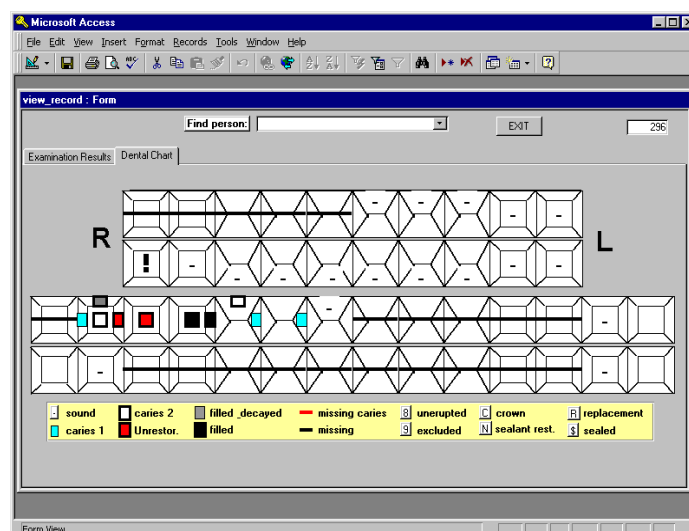 Microsoft Access
File Edit View Insert Format Records Tools Window Help
view_record : Form
Find person: EXIT 296
Examination Results Dental Chart
R L
!
- sound caries 2 filled _decayed missing caries 8 unerupted C crown R replacement
caries 1 Unrestor. filled missing 9 excluded N sealant rest. $ sealed
Form View